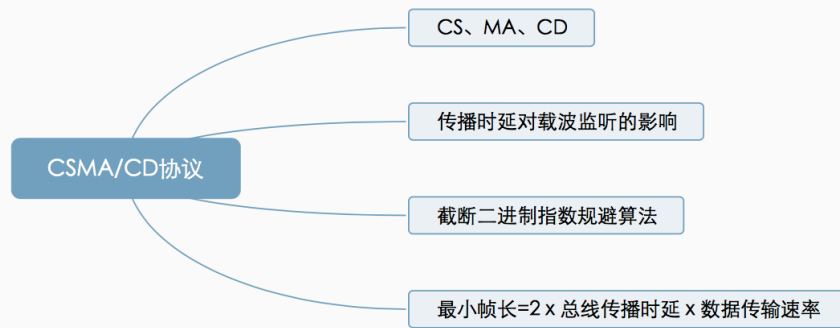 CS、MA、CD
传播时延对载波监听的影响
CSMA/CD协议
截断二进制指数规避算法
最小帧长=2 x 总线传播时延 x 数据传输速率